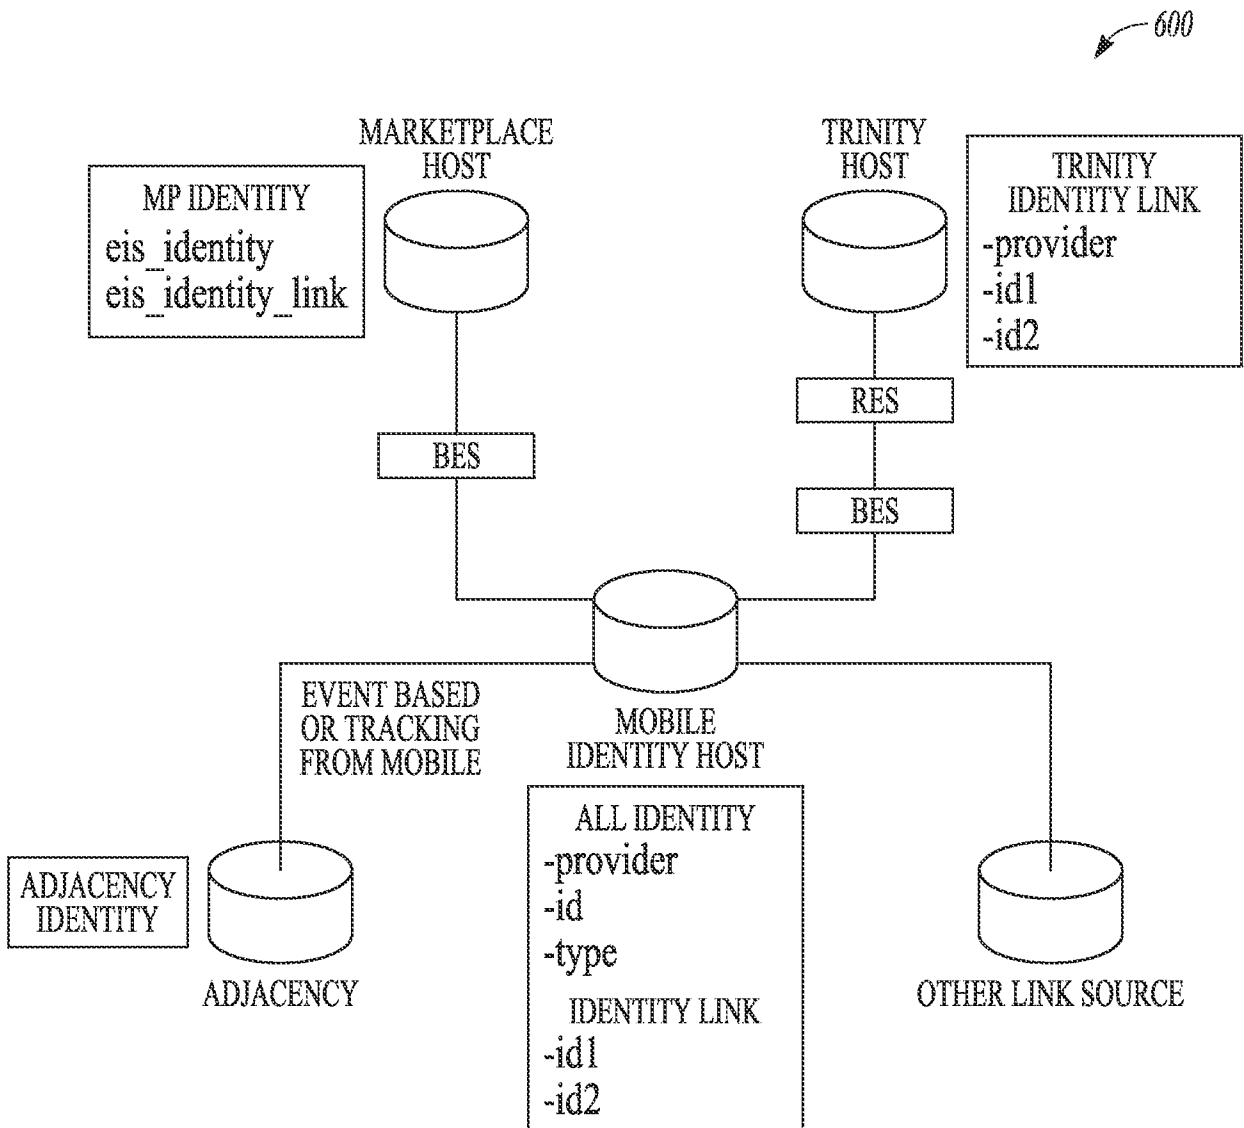 600
MARKETPLACE
HOST
MP IDENTITY
eis_identity
eis_identity_link
TRINITY
HOST
TRINITY
IDENTITY LINK
-provider
-id1
-id2
BES
RES
BES
EVENT BASED
OR TRACKING
FROM MOBILE
MOBILE
IDENTITY HOST
ALL IDENTITY
-provider
-id
-type
IDENTITY LINK
-id1
-id2
ADJACENCY
IDENTITY
ADJACENCY
OTHER LINK SOURCE